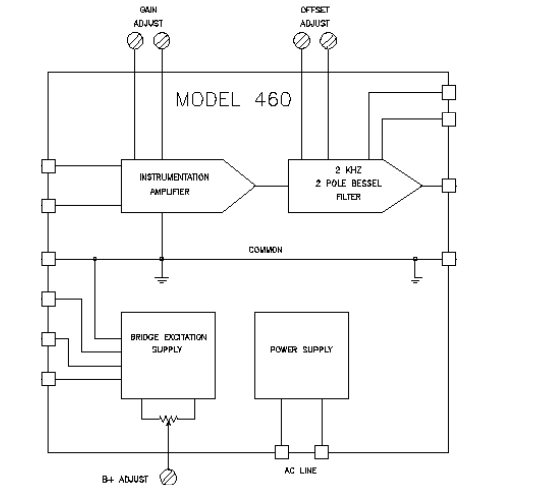 GAIN
ADJUST
OFFSET
ADJUST
MODEL 460
INSTRUMENTATION
AMPLIFIER
2 KHZ
2 POLE BESSEL
FILTER
COMMON
BRIDGE EXCITATION
SUPPLY
POWER SUPPLY
B+ ADJUST
AC LINE